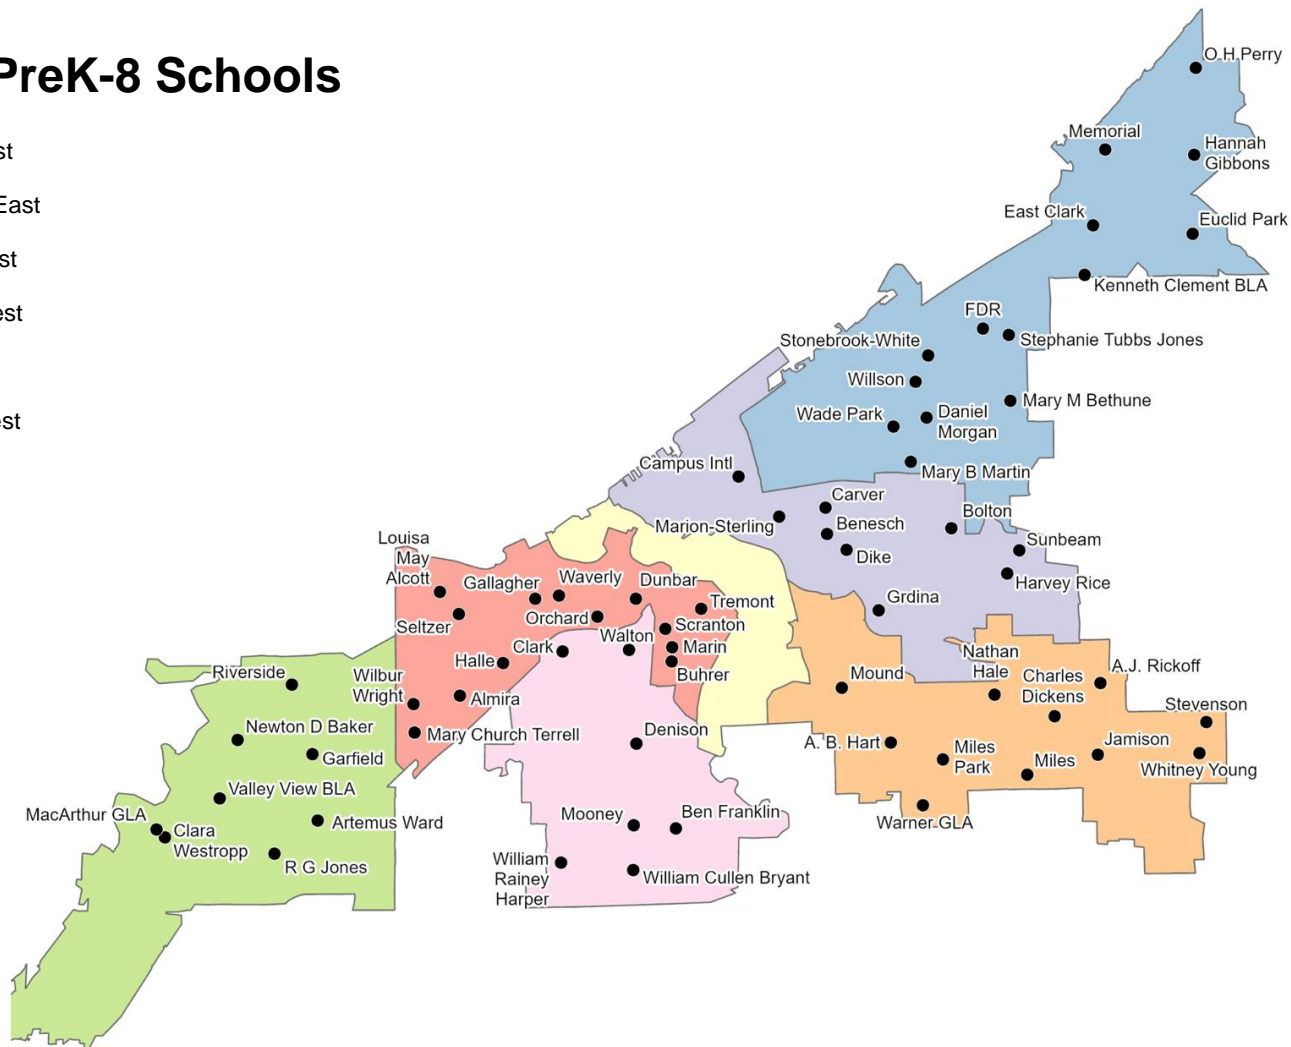 PreK-8 Schools
st
East
st
est
est
O H Perry
Memorial
Hannah
Gibbons
East Clark
Euclid Park
Kenneth Clement BLA
FDR
Stephanie Tubbs Jones
Stonebrook-White
Willson
Mary M Bethune
Wade Park
Daniel
Morgan
Campus Intl
Mary B Martin
Carver
Marion-Sterling
Benesch
Bolton
Dike
Sunbeam
Harvey Rice
Grdina
Louisa
May
Alcott
Gallagher
Waverly
Dunbar
Tremont
Seltzer
Orchard
Scranton
Walton
Clark
Marin
Halle
Buhrer
Riverside
Wilbur
Wright
Almira
Mary Church Terrell
Denison
Nathan
Hale
Charles
Dickens
A.J. Rickoff
Mound
Stevenson
A. B. Hart
Miles
Park
Miles
Jamison
Whitney Young
Warner GLA
Newton D Baker
Garfield
Valley View BLA
MacArthur GLA
Clara
Westropp
Artemus Ward
R G Jones
Mooney
Ben Franklin
William
Rainey
Harper
William Cullen Bryant